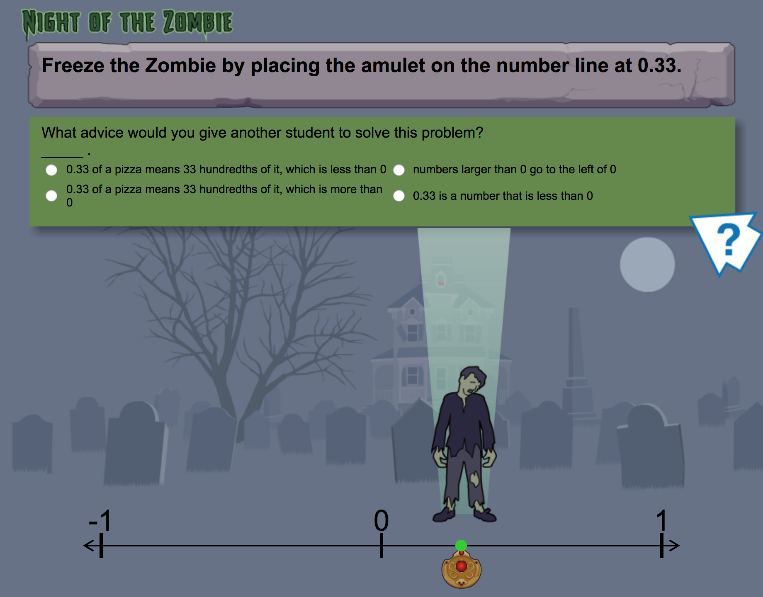 NIGHT OF THE ZOMBIE
Freeze the Zombie by placing the amulet on the number line at 0.33.
What advice would you give another student to solve this problem?
______ .
0.33 of a pizza means 33 hundredths of it, which is less than 0
numbers larger than 0 go to the left of 0
0.33 of a pizza means 33 hundredths of it, which is more than
0
0.33 is a number that is less than 0
?
-1 0 1